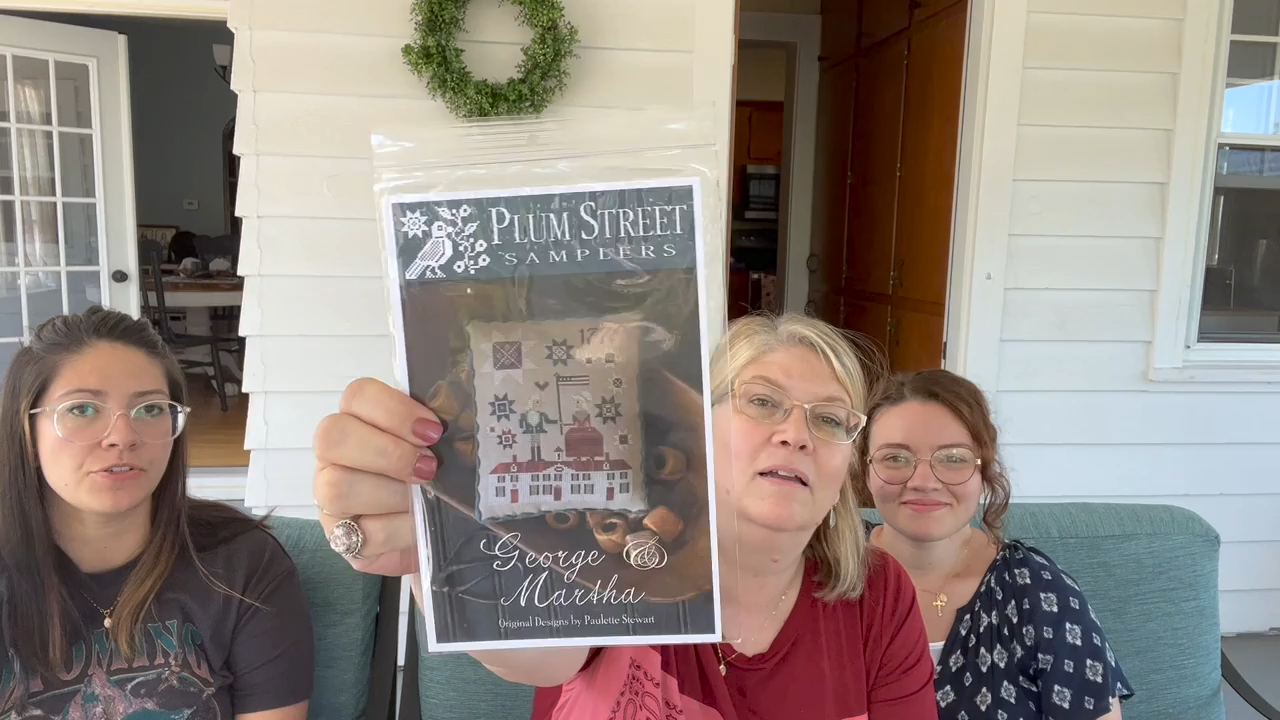 PLUM STREET
SAMPLERS
George &
Martha
Original Designs by Paulette Stewart